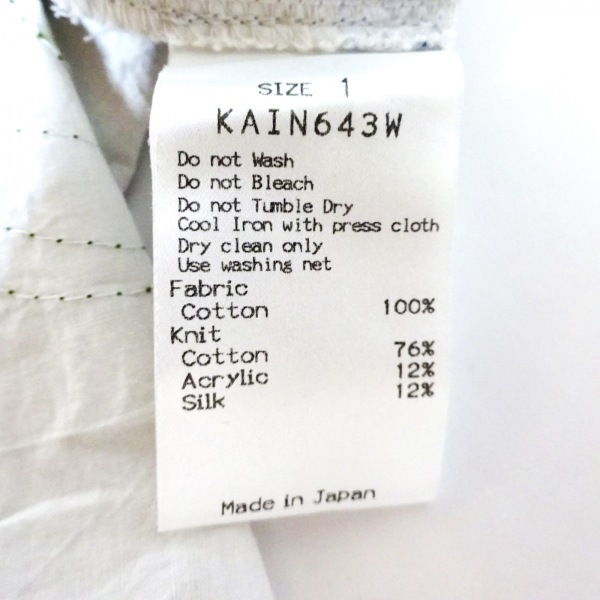 SIZE 1
KAIN643W
Do not Wash
Do not Bleach
Do not Tumble Dry
Cool Iron with press cloth
Dry clean only
Use washing net
Fabric
Cotton 100%
Knit
Cotton 76%
Acrylic 12%
Silk 12%
Made in Japan